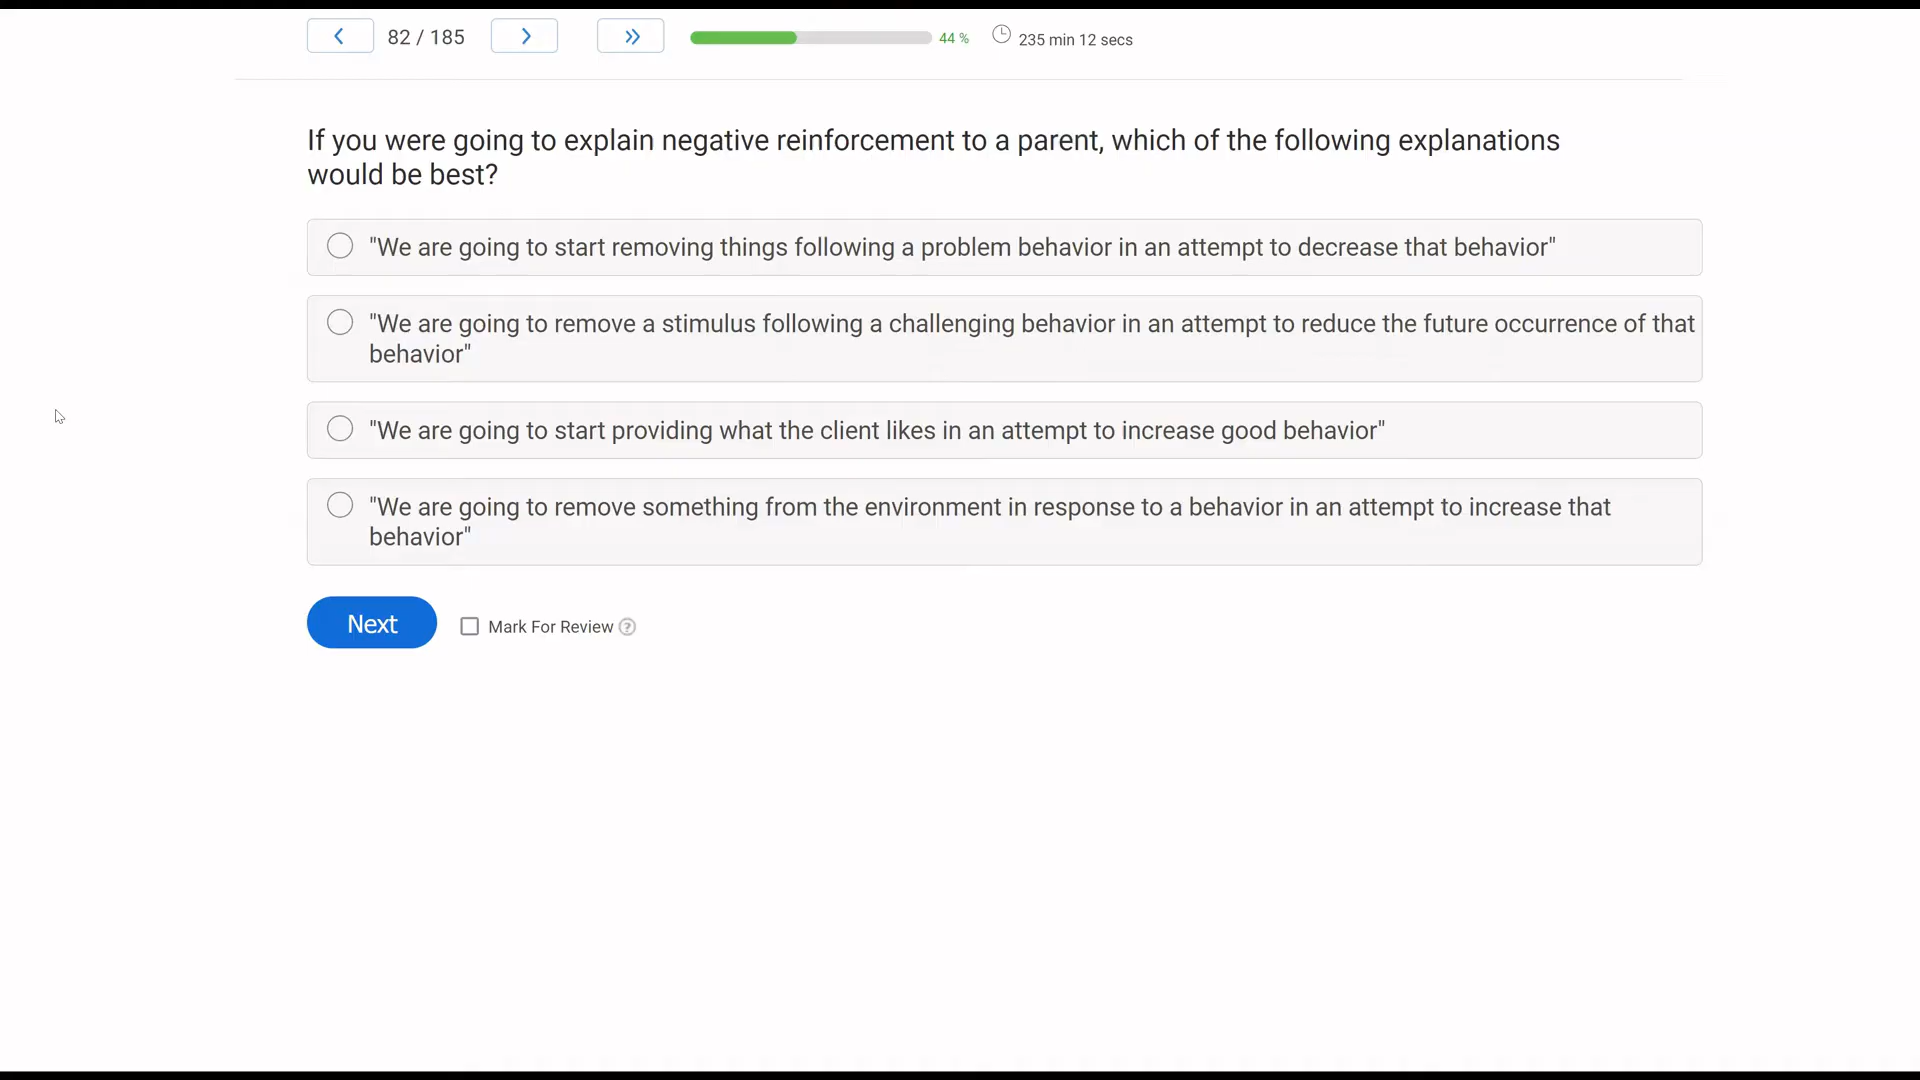 82 / 185
44 %
235 min 12 secs
If you were going to explain negative reinforcement to a parent, which of the following explanations
would be best?
"We are going to start removing things following a problem behavior in an attempt to decrease that behavior"
"We are going to remove a stimulus following a challenging behavior in an attempt to reduce the future occurrence of that
behavior"
"We are going to start providing what the client likes in an attempt to increase good behavior"
"We are going to remove something from the environment in response to a behavior in an attempt to increase that
behavior"
Next
Mark For Review ?